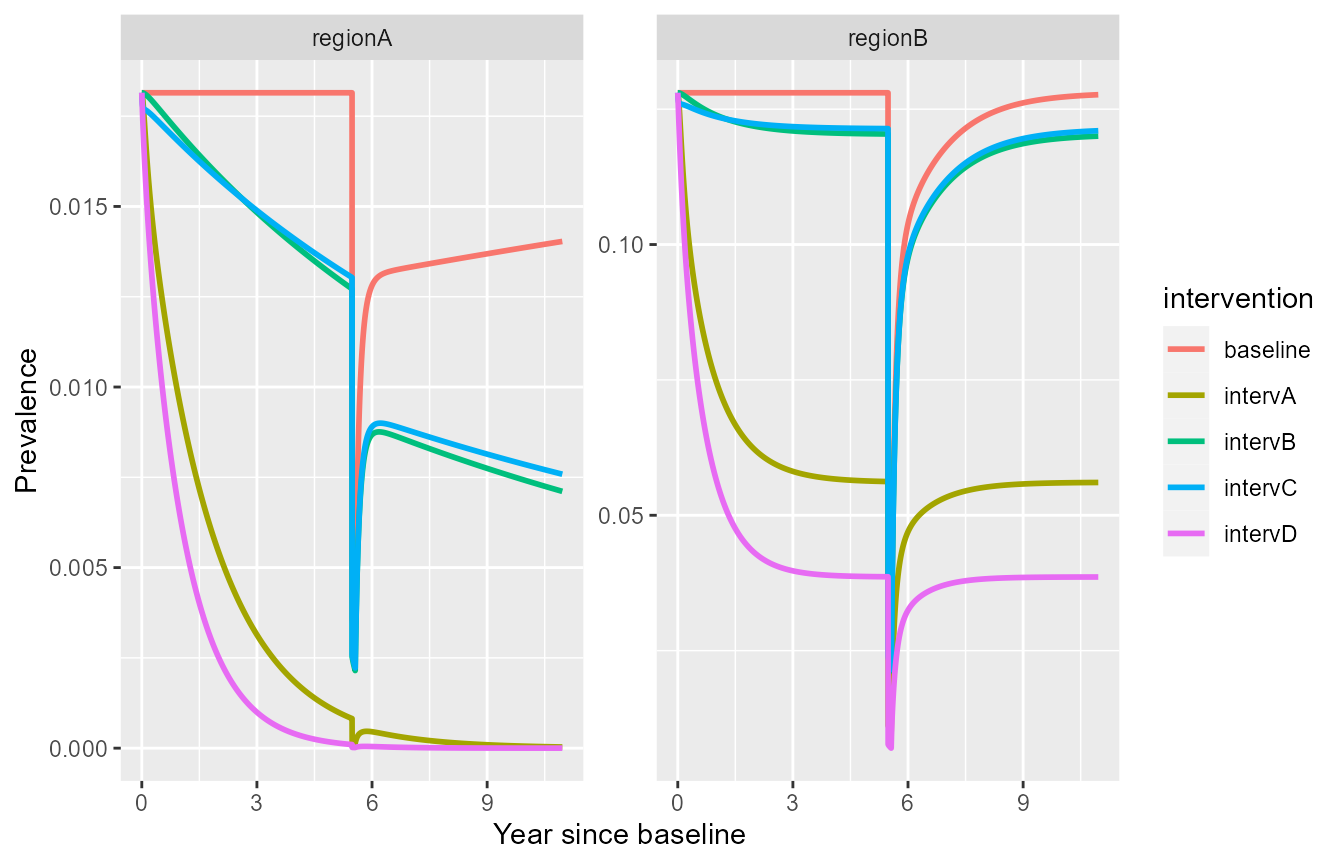 regionA
regionB
Prevalence
0.015
0.010
0.005
0.000
0.10
0.05
0 3 6 9
0 3 6 9
Year since baseline
intervention
baseline
intervA
intervB
intervC
intervD